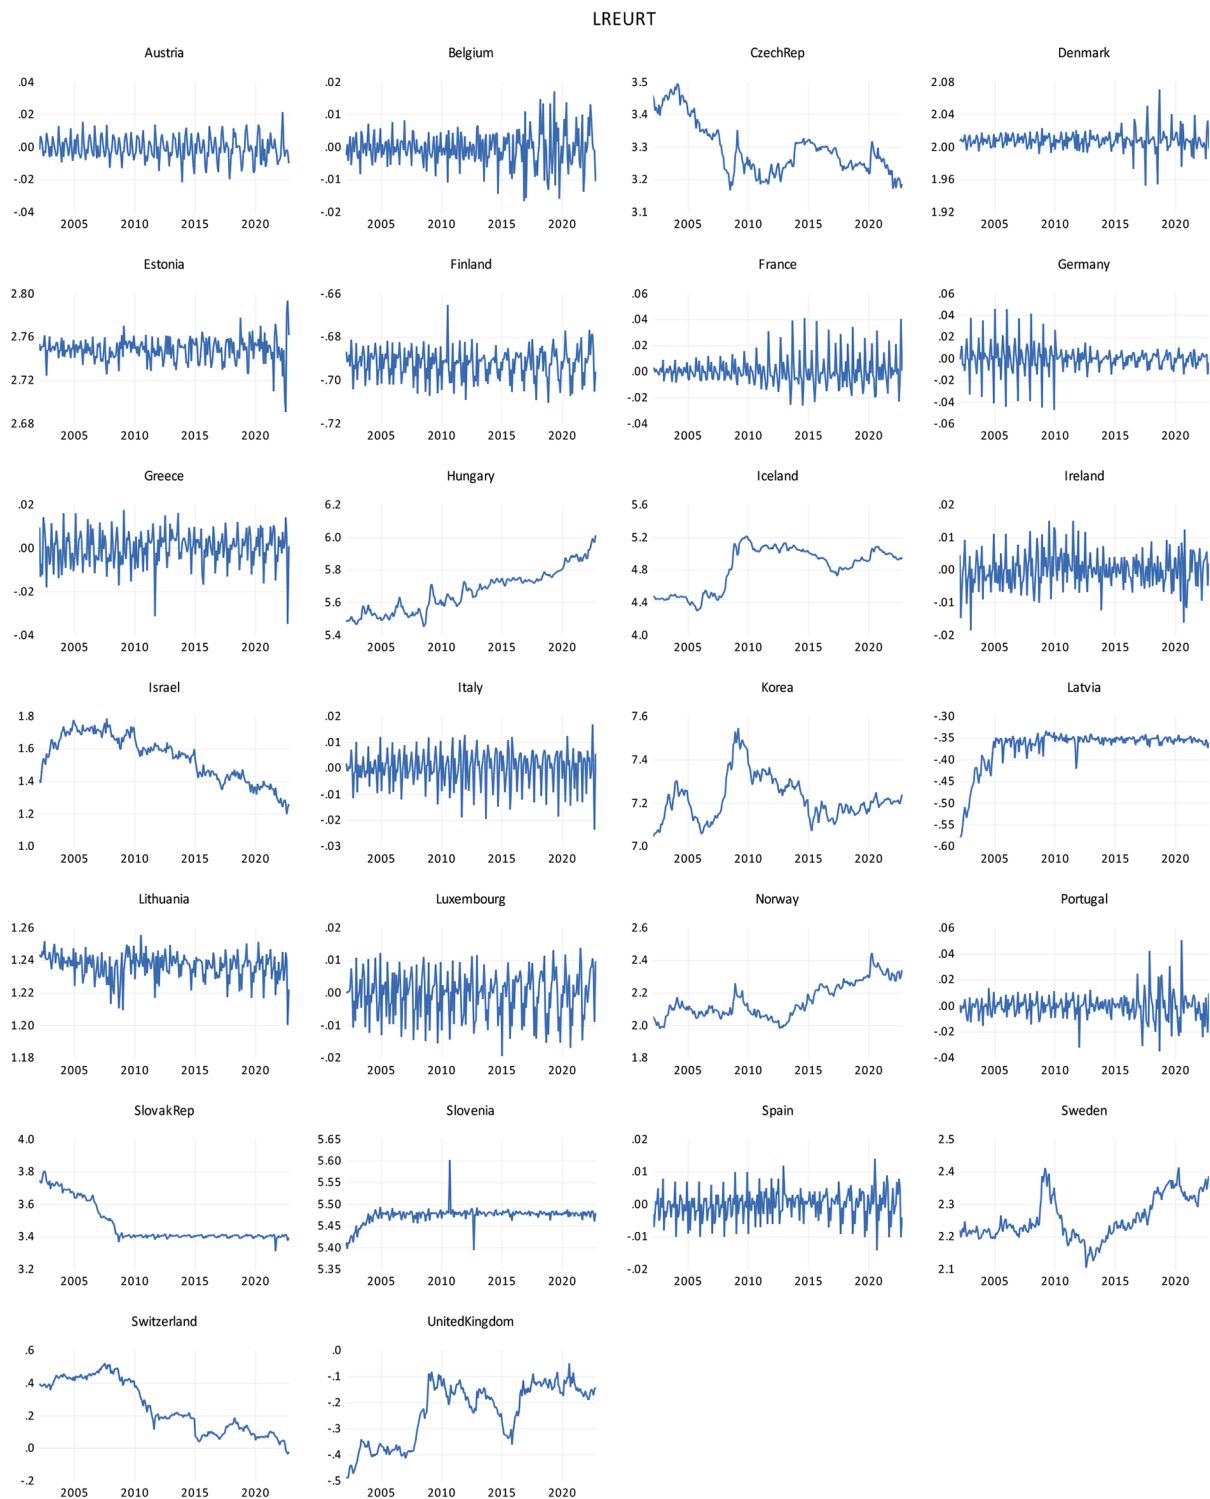 LREURT
Austria
.04
.02
.00
-.02
-.04
2005 2010 2015 2020
Belgium
.02
.01
.00
-.01
-.02
2005 2010 2015 2020
CzechRep
3.5
3.4
3.3
3.2
3.1
2005 2010 2015 2020
Denmark
2.08
2.04
2.00
1.96
1.92
2005 2010 2015 2020
Estonia
2.80
2.76
2.72
2.68
2005 2010 2015 2020
Finland
-.66
-.68
-.70
-.72
2005 2010 2015 2020
France
.06
.04
.02
.00
-.02
-.04
2005 2010 2015 2020
Germany
.06
.04
.02
.00
-.02
-.04
-.06
2005 2010 2015 2020
Greece
.02
.00
-.02
-.04
2005 2010 2015 2020
Hungary
6.2
6.0
5.8
5.6
5.4
2005 2010 2015 2020
Iceland
5.6
5.2
4.8
4.4
4.0
2005 2010 2015 2020
Ireland
.02
.01
.00
-.01
-.02
2005 2010 2015 2020
Israel
1.8
1.6
1.4
1.2
1.0
2005 2010 2015 2020
Italy
.02
.01
.00
-.01
-.02
-.03
2005 2010 2015 2020
Korea
7.6
7.4
7.2
7.0
2005 2010 2015 2020
Latvia
-.30
-.35
-.40
-.45
-.50
-.55
-.60
2005 2010 2015 2020
Lithuania
1.26
1.24
1.22
1.20
1.18
2005 2010 2015 2020
Luxembourg
.02
.01
.00
-.01
-.02
2005 2010 2015 2020
Norway
2.6
2.4
2.2
2.0
1.8
2005 2010 2015 2020
Portugal
.06
.04
.02
.00
-.02
-.04
2005 2010 2015 2020
SlovakRep
4.0
3.8
3.6
3.4
3.2
2005 2010 2015 2020
Slovenia
5.65
5.60
5.55
5.50
5.45
5.40
5.35
2005 2010 2015 2020
Spain
.02
.01
.00
-.01
-.02
2005 2010 2015 2020
Sweden
2.5
2.4
2.3
2.2
2.1
2005 2010 2015 2020
Switzerland
.6
.4
.2
.0
-.2
2005 2010 2015 2020
UnitedKingdom
.0
-.1
-.2
-.3
-.4
-.5
2005 2010 2015 2020